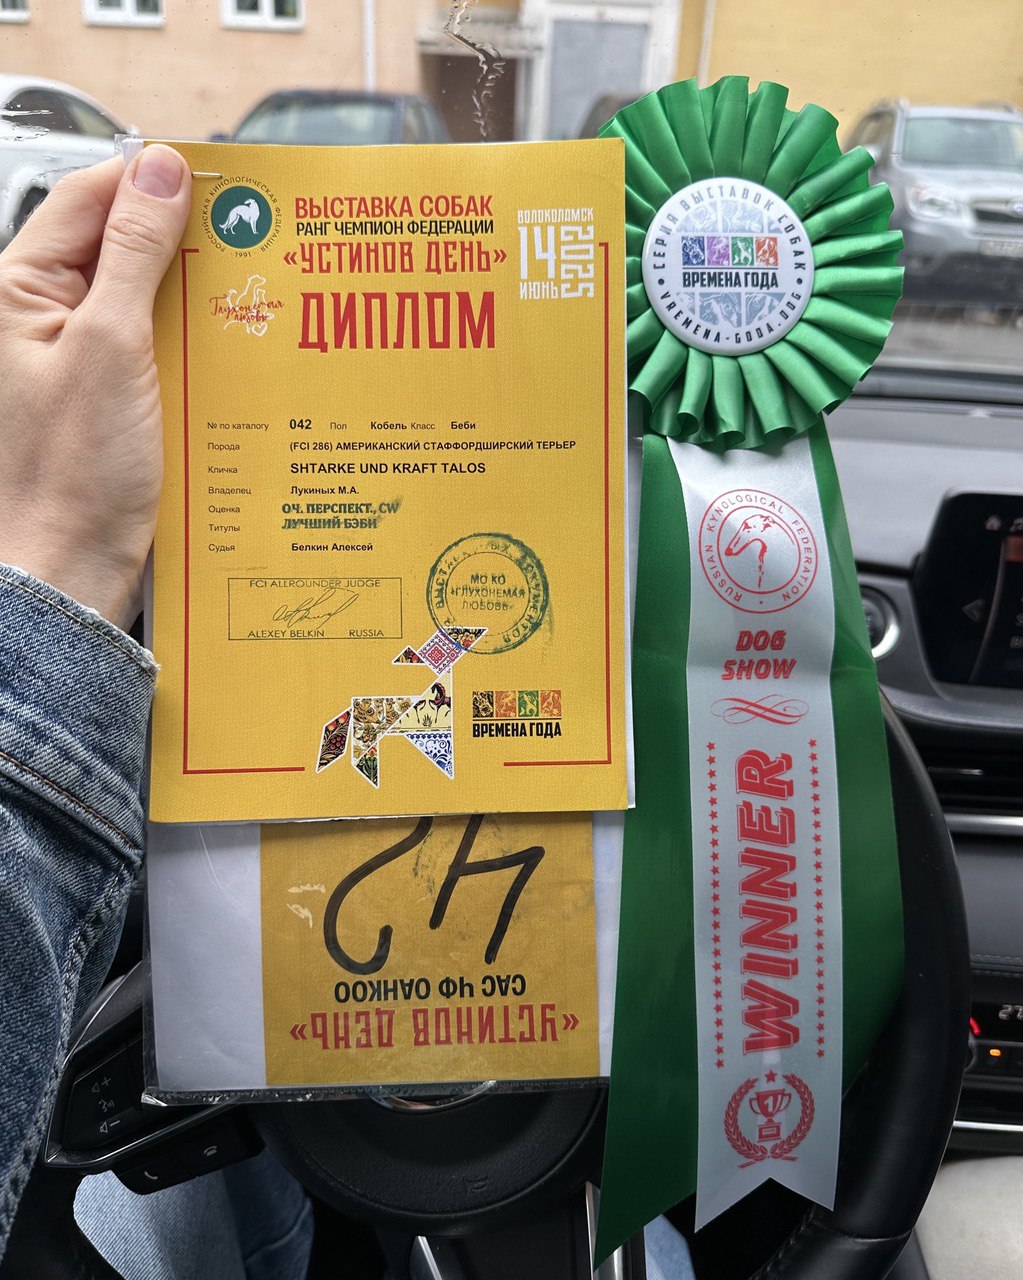 РОССИЙСКАЯ КИНОЛОГИЧЕСКАЯ ФЕДЕРАЦИЯ
1991
ВЫСТАВКА СОБАК
РАНГ ЧЕМПИОН ФЕДЕРАЦИИ
«УСТИНОВ ДЕНЬ»
ДИПЛОМ
ВОЛОКОЛАМСК
14
ИЮНЬ
2025
Глухонемая
любовь
№ по каталогу 042 Пол Кобель Класс Беби
Порода (FCI 286) АМЕРИКАНСКИЙ СТАФФОРДШИРСКИЙ ТЕРЬЕР
Кличка SHTARKE UND KRAFT TALOS
Владелец Лукиных М.А.
Оценка ОЧ. ПЕРСПЕКТ., CW
Титулы ЛУЧШИЙ БЭБИ
Судья Белкин Алексей
FCI ALLROUNDER JUDGE
ALEXEY BELKIN RUSSIA
ВЫСТАВОЧНЫХ ДОКУМЕНТОВ
МО КО
«ГЛУХОНЕМАЯ
ЛЮБОВЬ»
ВРЕМЕНА ГОДА
42
САС ЧФ ОАНКОО
«УСТИНОВ ДЕНЬ»
СЕРИЯ ВЫСТАВОК СОБАК
ВРЕМЕНА ГОДА
VREMENA-GODA.DOG
RUSSIAN KYNOLOGICAL FEDERATION
DOG
SHOW
WINNER
1